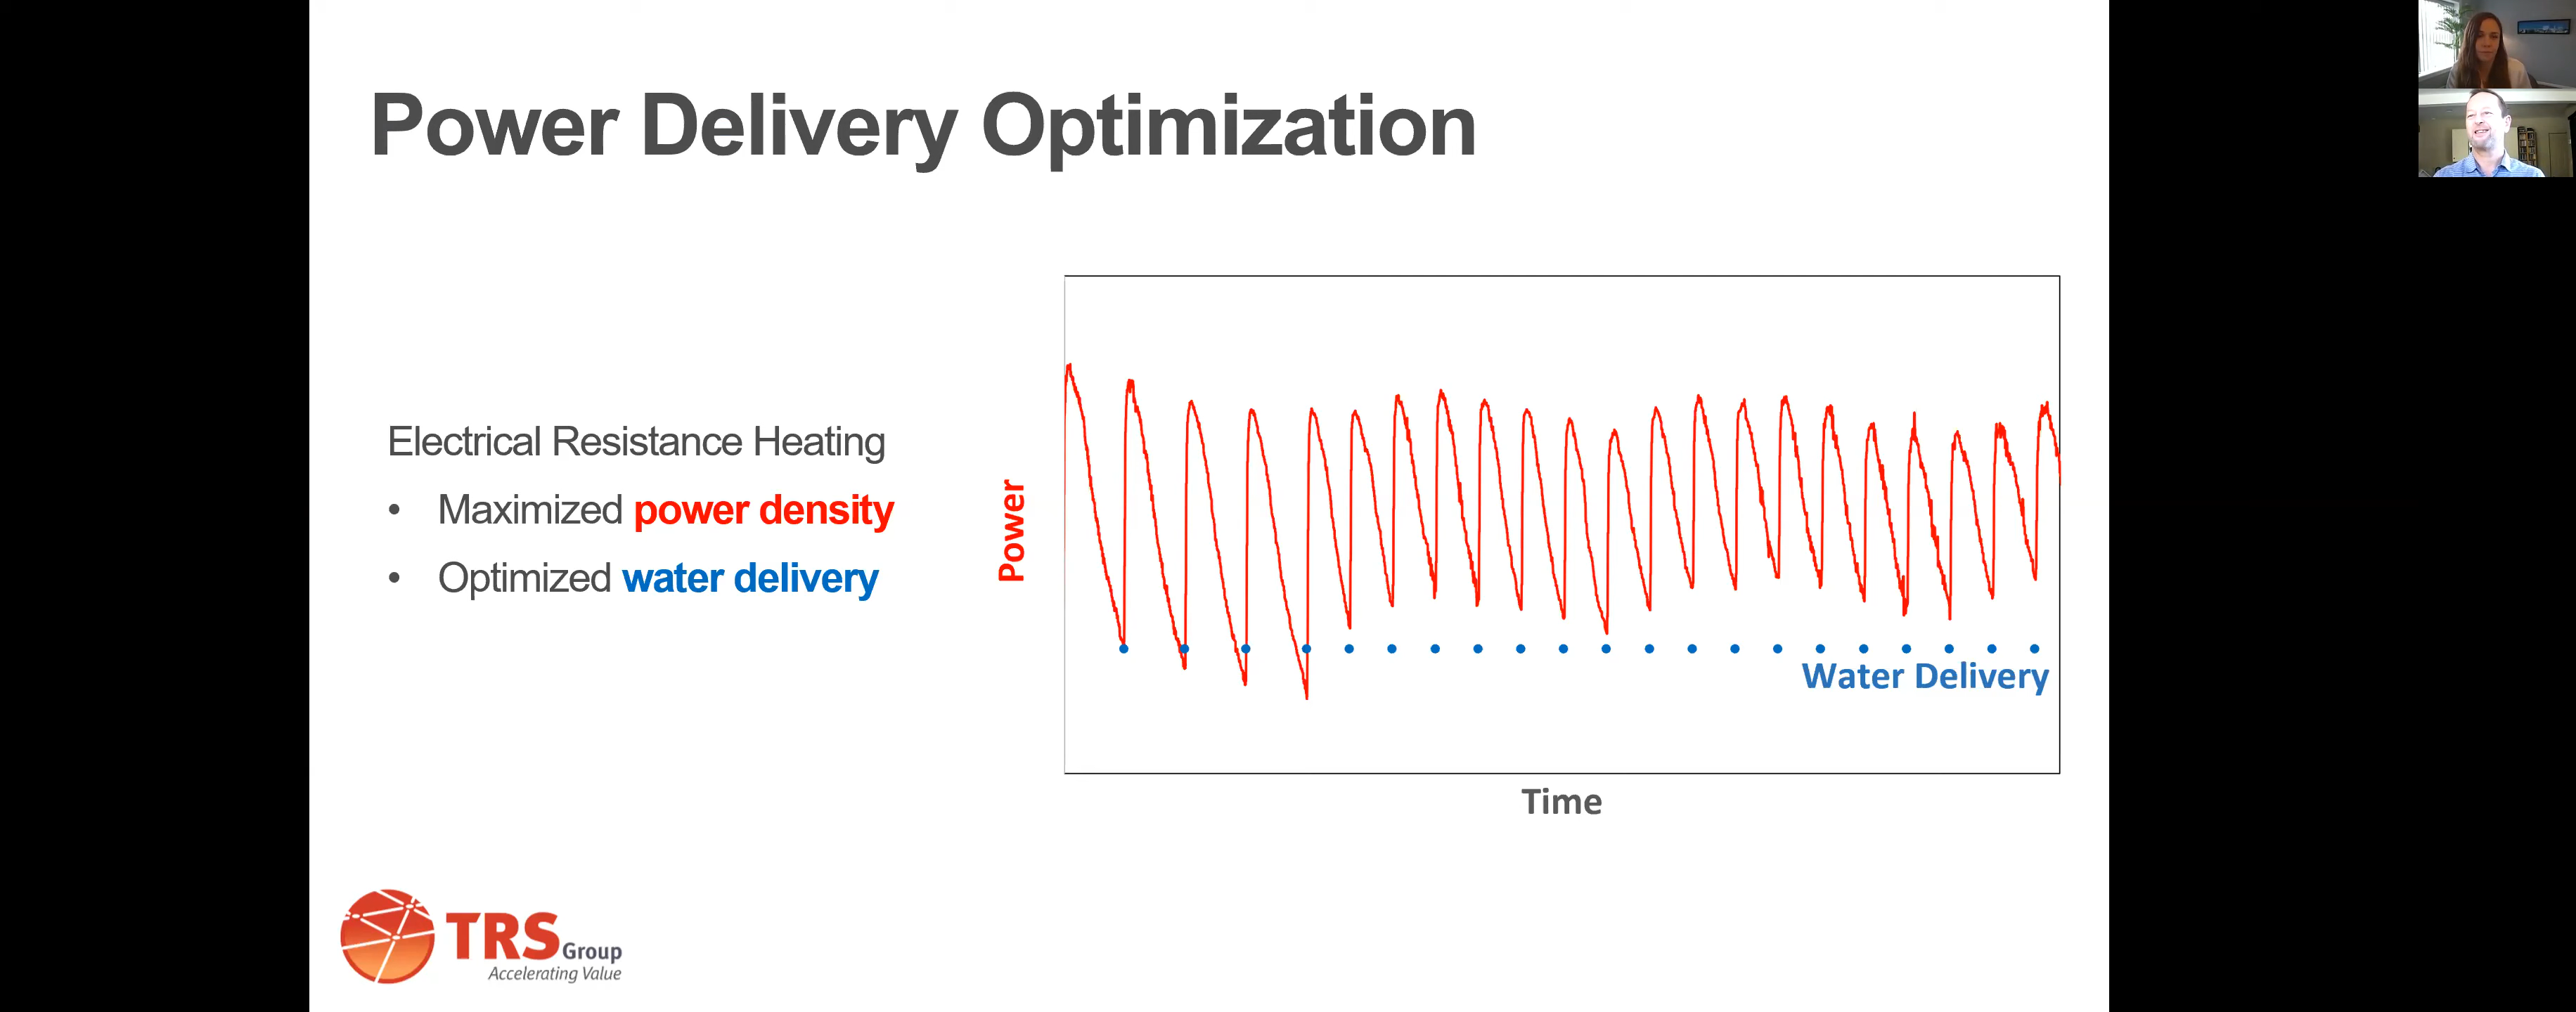 Power Delivery Optimization
Electrical Resistance Heating
• Maximized power density
• Optimized water delivery
Power
Water Delivery
Time
TRS Group
Accelerating Value